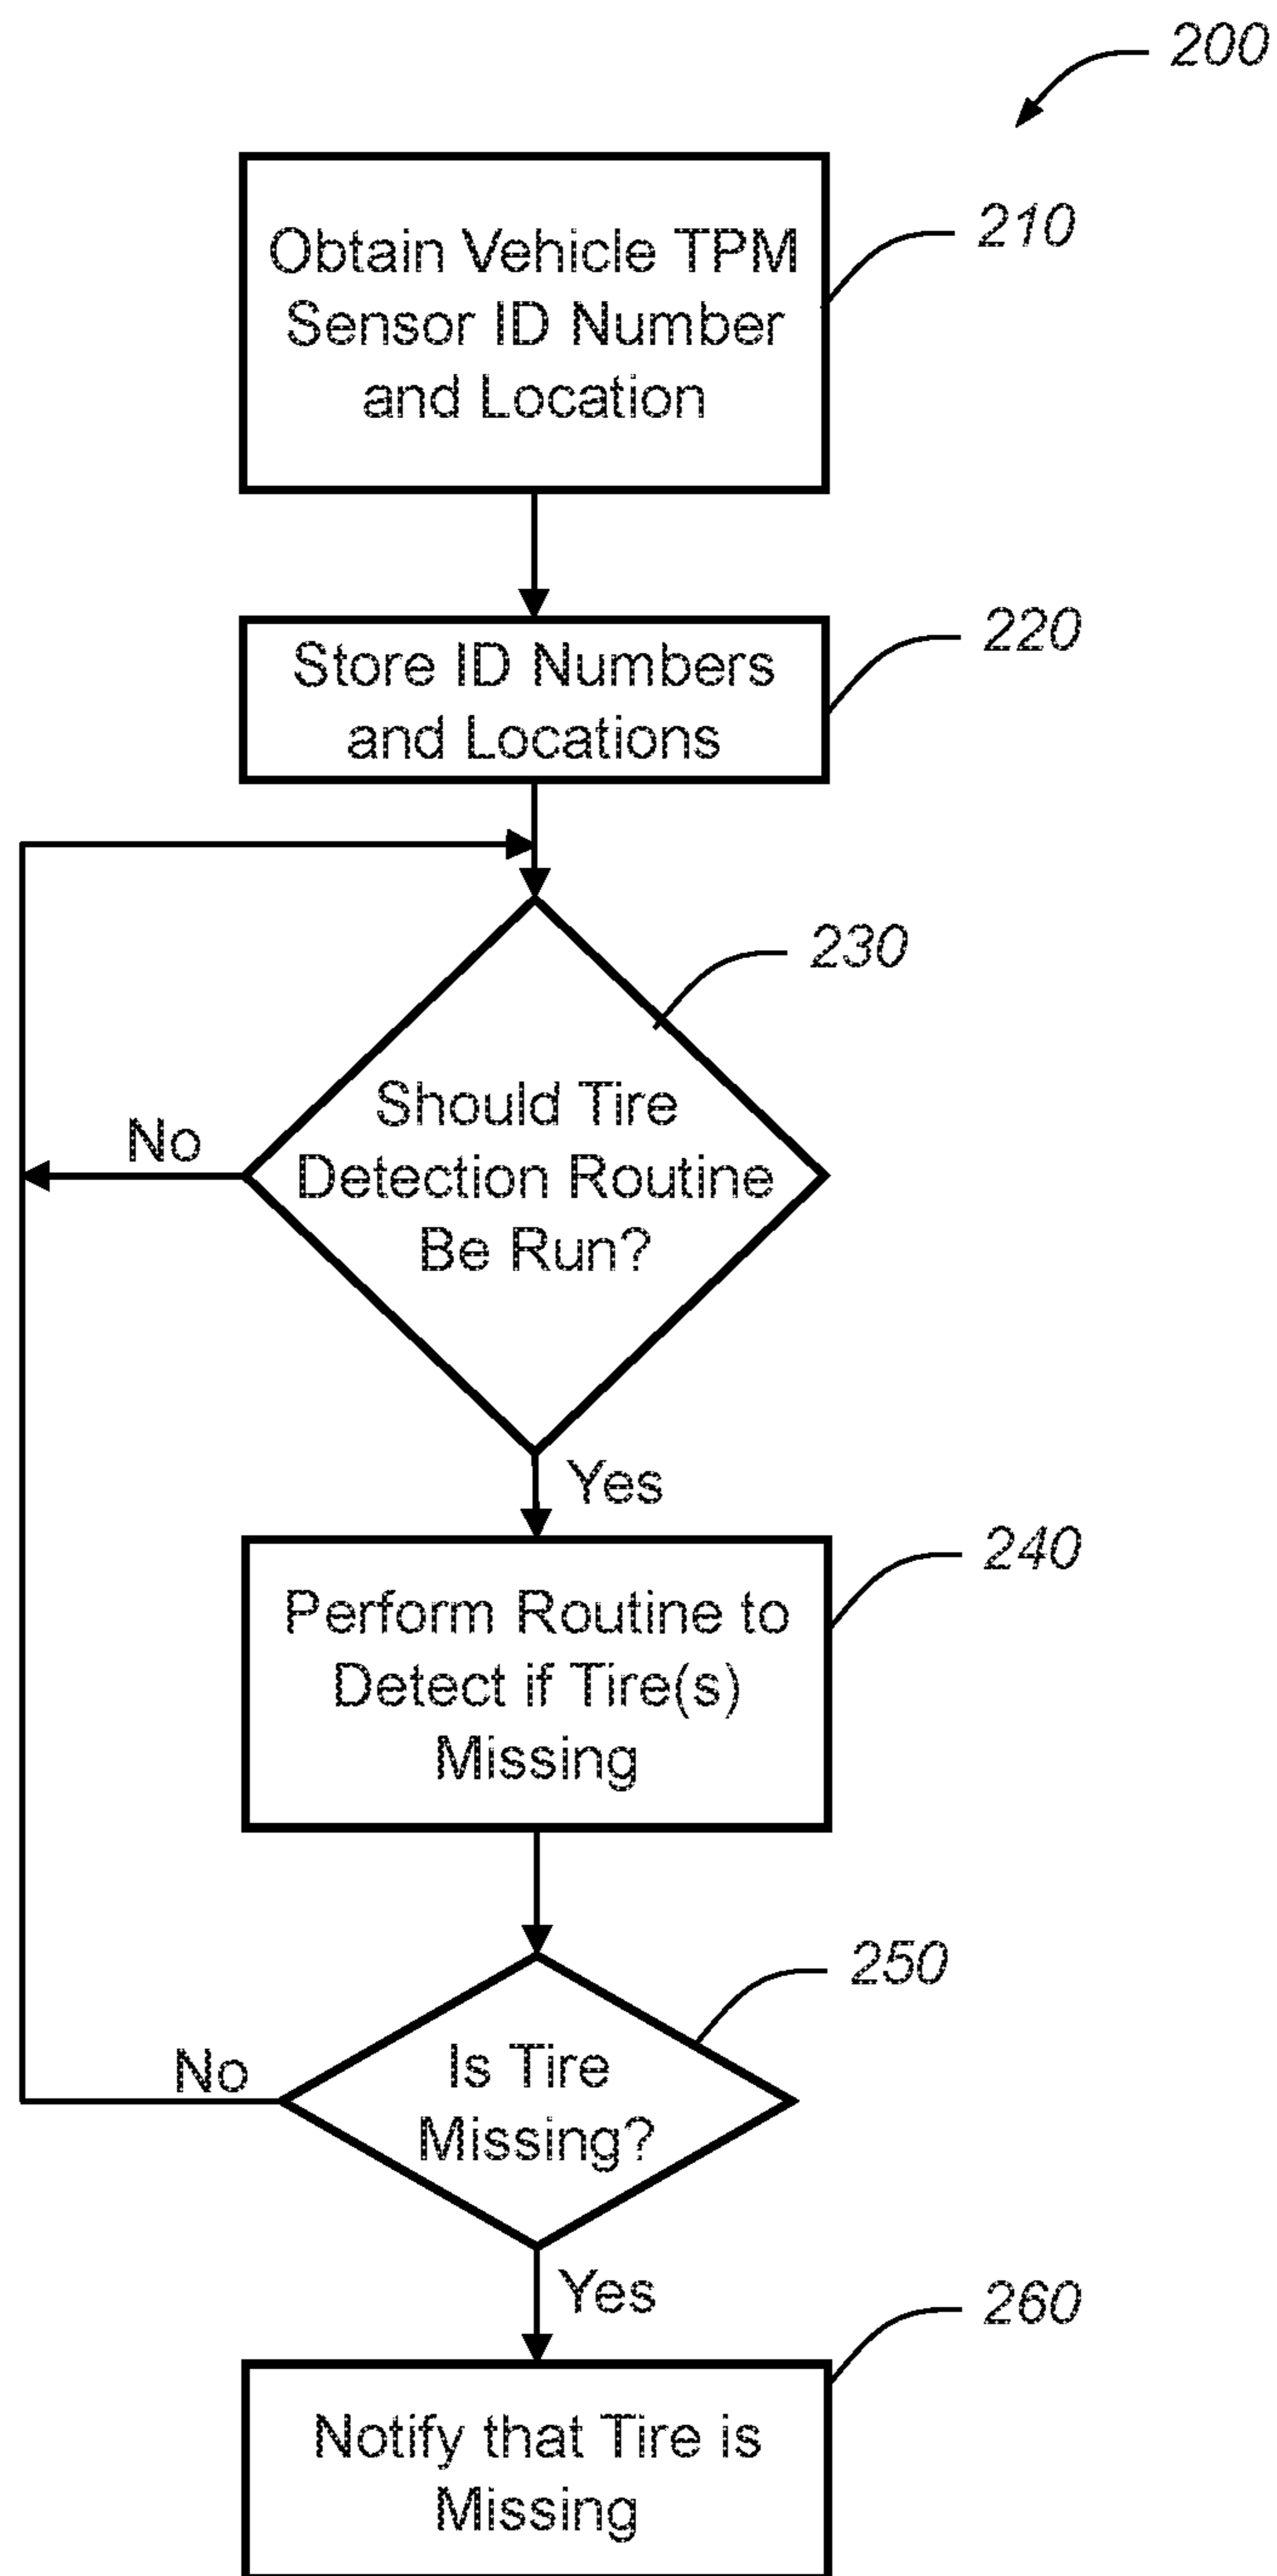 200
Obtain Vehicle TPM
Sensor ID Number
and Location
210
Store ID Numbers
and Locations
220
230
Should Tire
Detection Routine
Be Run?
No
Yes
240
Perform Routine to
Detect if Tire(s)
Missing
250
Is Tire
Missing?
No
Yes
260
Notify that Tire is
Missing